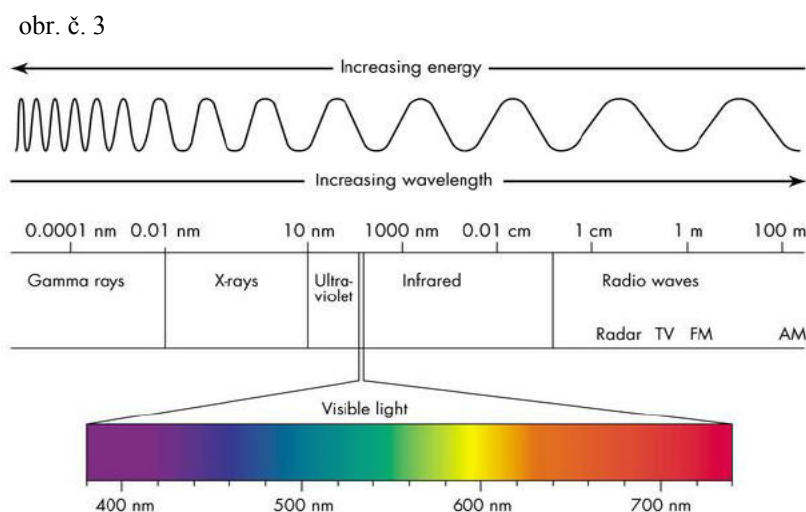 obr. č. 3
Increasing energy
Increasing wavelength
0.0001 nm 0.01 nm 10 nm 1000 nm 0.01 cm 1 cm 1 m 100 m
Gamma rays X-rays Ultra-
violet Infrared Radio waves
Radar TV FM AM
Visible light
400 nm 500 nm 600 nm 700 nm